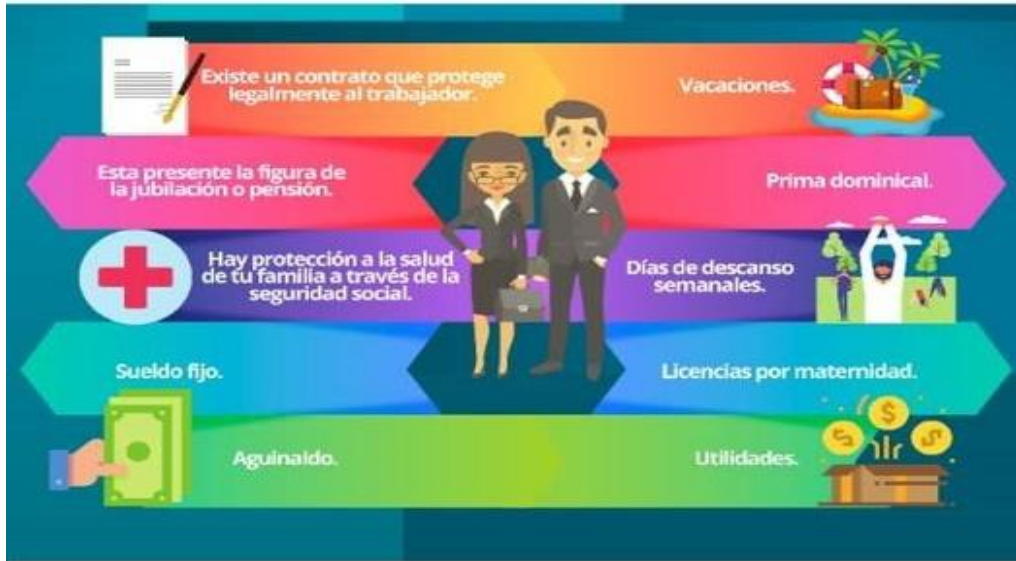 Existe un contrato que protege
legalmente al trabajador.
Vacaciones.
Esta presente la figura de
la jubilación o pensión.
Prima dominical.
Hay protección a la salud
de tu familia a través de la
seguridad social.
Días de descanso
semanales.
Sueldo fijo.
Licencias por maternidad.
Aguinaldo.
Utilidades.